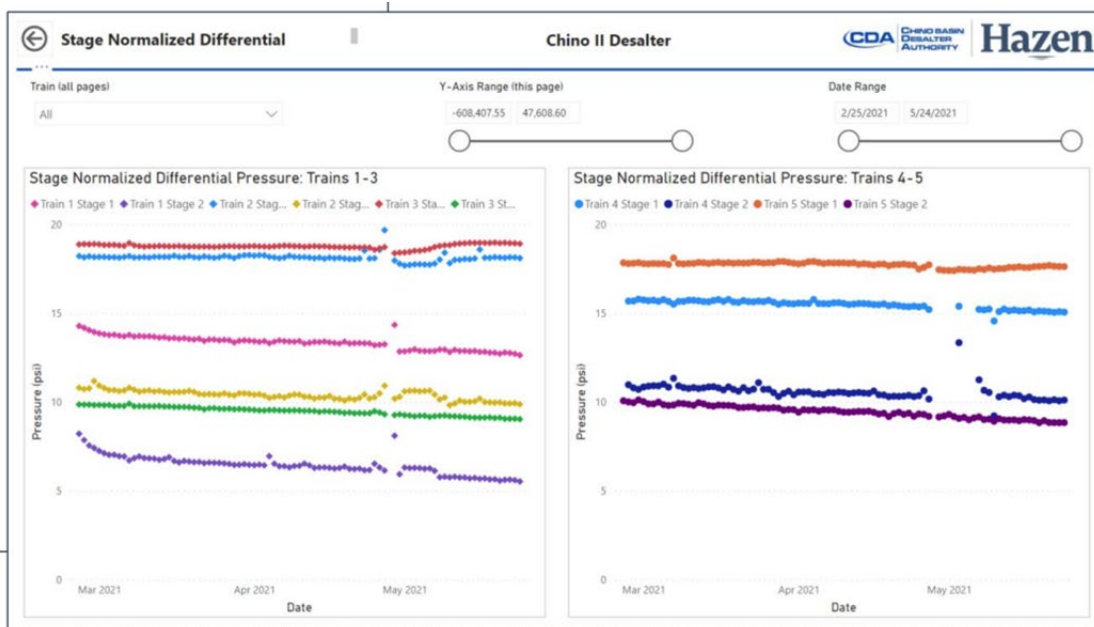 Stage Normalized Differential
Chino II Desalter
CDA CHINO BASIN
DESALTER
AUTHORITY
Hazen
Train (all pages)
All
Y-Axis Range (this page)
-608,407.55 47,608.60
Date Range
2/25/2021 5/24/2021
Stage Normalized Differential Pressure: Trains 1-3
Train 1 Stage 1 Train 1 Stage 2 Train 2 Stag... Train 2 Stag... Train 3 Sta... Train 3 St...
20
15
10
5
0
Pressure (psi)
Mar 2021 Apr 2021 May 2021
Date
Stage Normalized Differential Pressure: Trains 4-5
Train 4 Stage 1 Train 4 Stage 2 Train 5 Stage 1 Train 5 Stage 2
20
15
10
5
0
Pressure (psi)
Mar 2021 Apr 2021 May 2021
Date